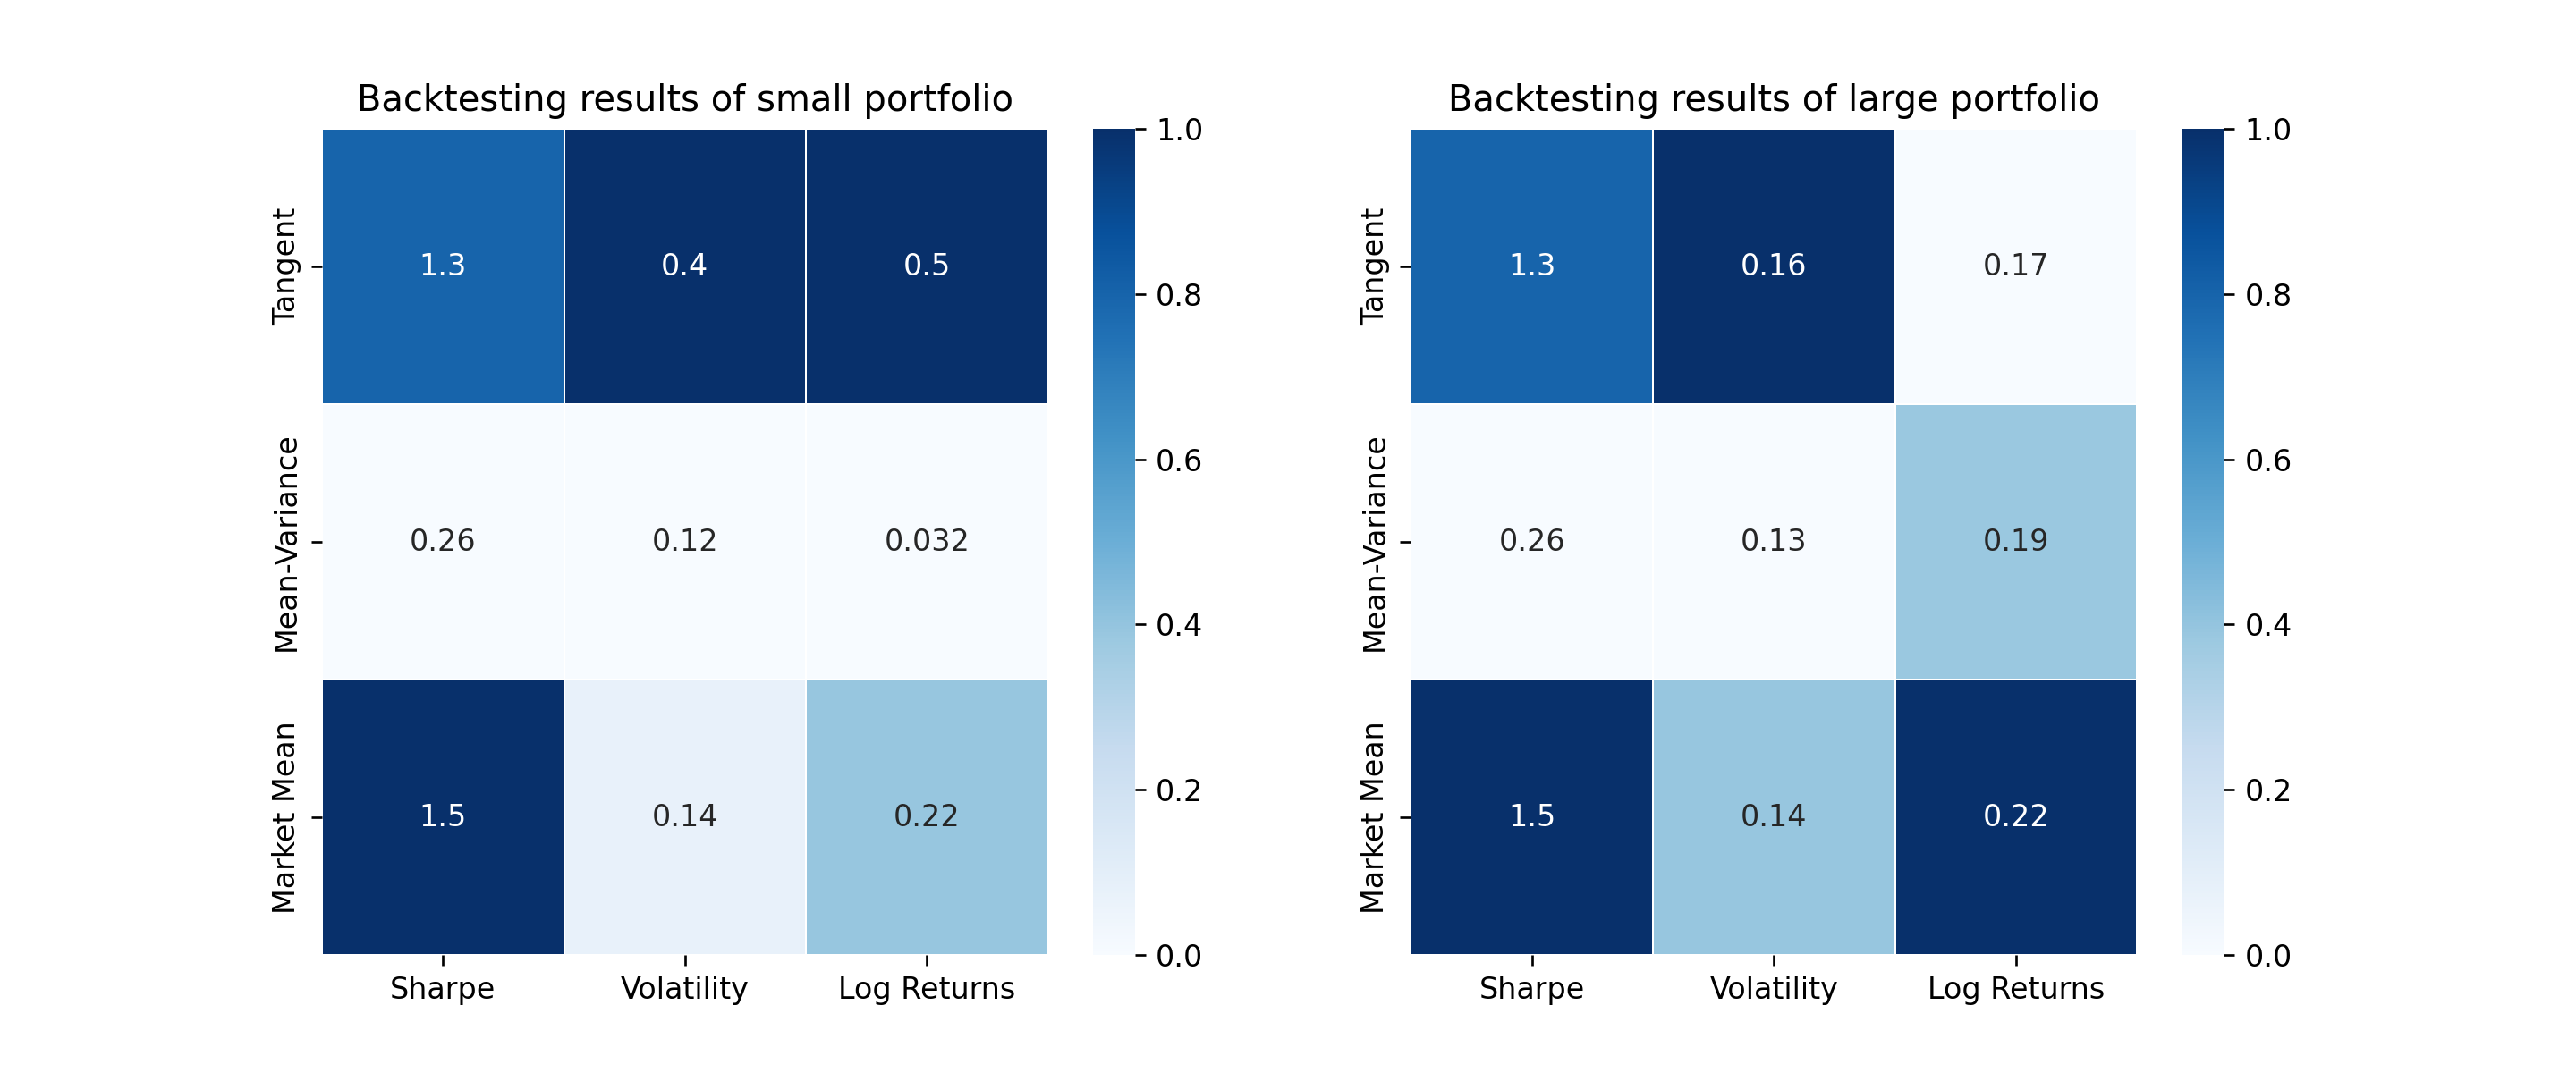 Backtesting results of small portfolio
1.0
0.8
0.6
0.4
0.2
0.0
Tangent
1.3 0.4 0.5
Mean-Variance
0.26 0.12 0.032
Market Mean
1.5 0.14 0.22
Sharpe Volatility Log Returns
Backtesting results of large portfolio
1.0
0.8
0.6
0.4
0.2
0.0
Tangent
1.3 0.16 0.17
Mean-Variance
0.26 0.13 0.19
Market Mean
1.5 0.14 0.22
Sharpe Volatility Log Returns